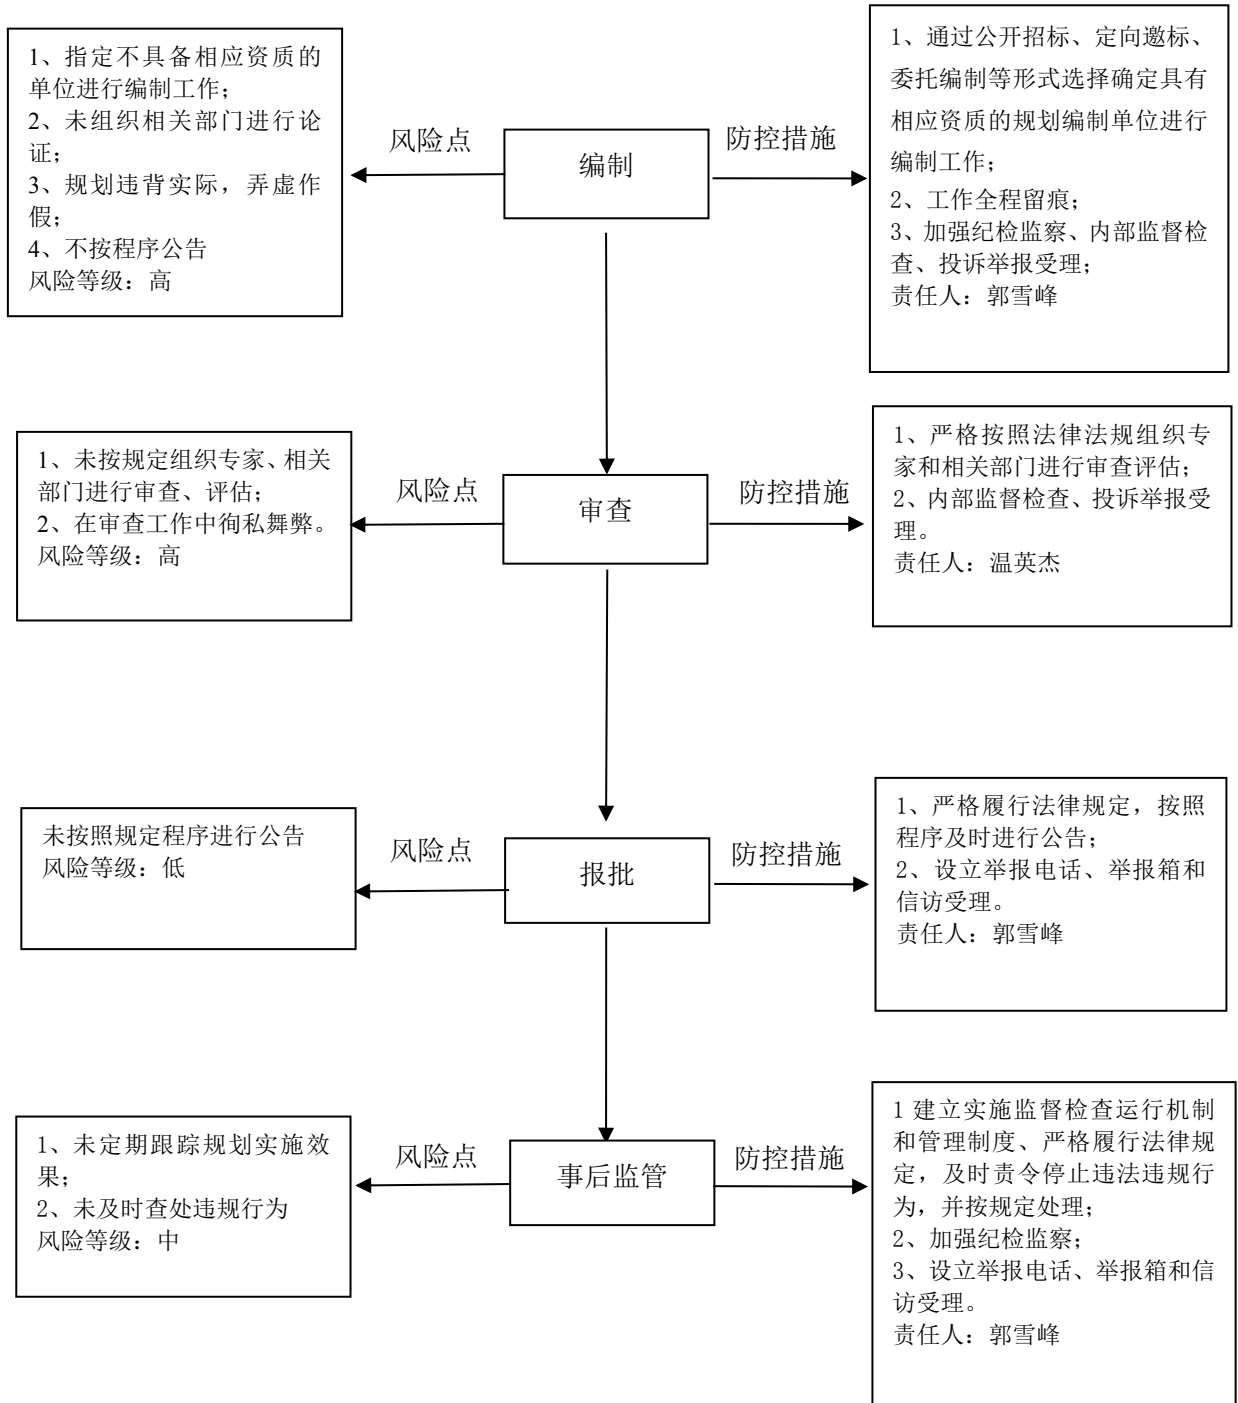 1、指定不具备相应资质的
单位进行编制工作；
2、未组织相关部门进行论
证；
3、规划违背实际，弄虚作
假；
4、不按程序公告
风险等级：高
风险点
编制
防控措施
1、通过公开招标、定向邀标、
委托编制等形式选择确定具有
相应资质的规划编制单位进行
编制工作；
2、工作全程留痕；
3、加强纪检监察、内部监督检
查、投诉举报受理；
责任人：郭雪峰
1、未按规定组织专家、相关
部门进行审查、评估；
2、在审查工作中徇私舞弊。
风险等级：高
风险点
审查
防控措施
1、严格按照法律法规组织专
家和相关部门进行审查评估；
2、内部监督检查、投诉举报受
理。
责任人：温英杰
未按照规定程序进行公告
风险等级：低
风险点
报批
防控措施
1、严格履行法律规定，按照
程序及时进行公告；
2、设立举报电话、举报箱和
信访受理。
责任人：郭雪峰
1、未定期跟踪规划实施效
果；
2、未及时查处违规行为
风险等级：中
风险点
事后监管
防控措施
1 建立实施监督检查运行机制
和管理制度、严格履行法律规
定，及时责令停止违法违规行
为，并按规定处理；
2、加强纪检监察；
3、设立举报电话、举报箱和信
访受理。
责任人：郭雪峰